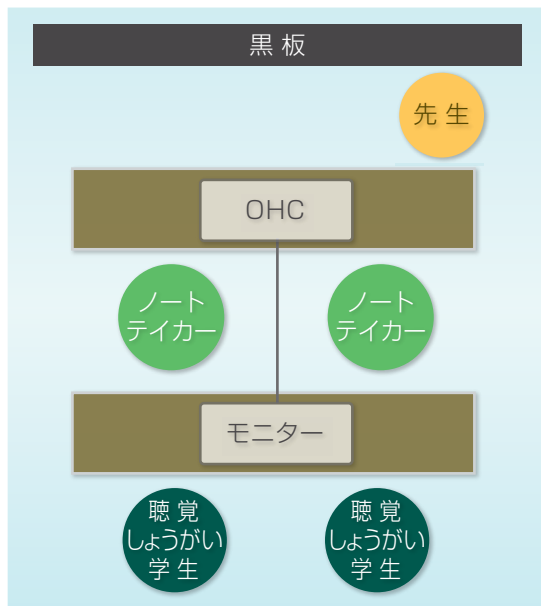 黒板
先生
OHC
ノート
テイカー
ノート
テイカー
モニター
聴覚
しょうがい
学生
聴覚
しょうがい
学生